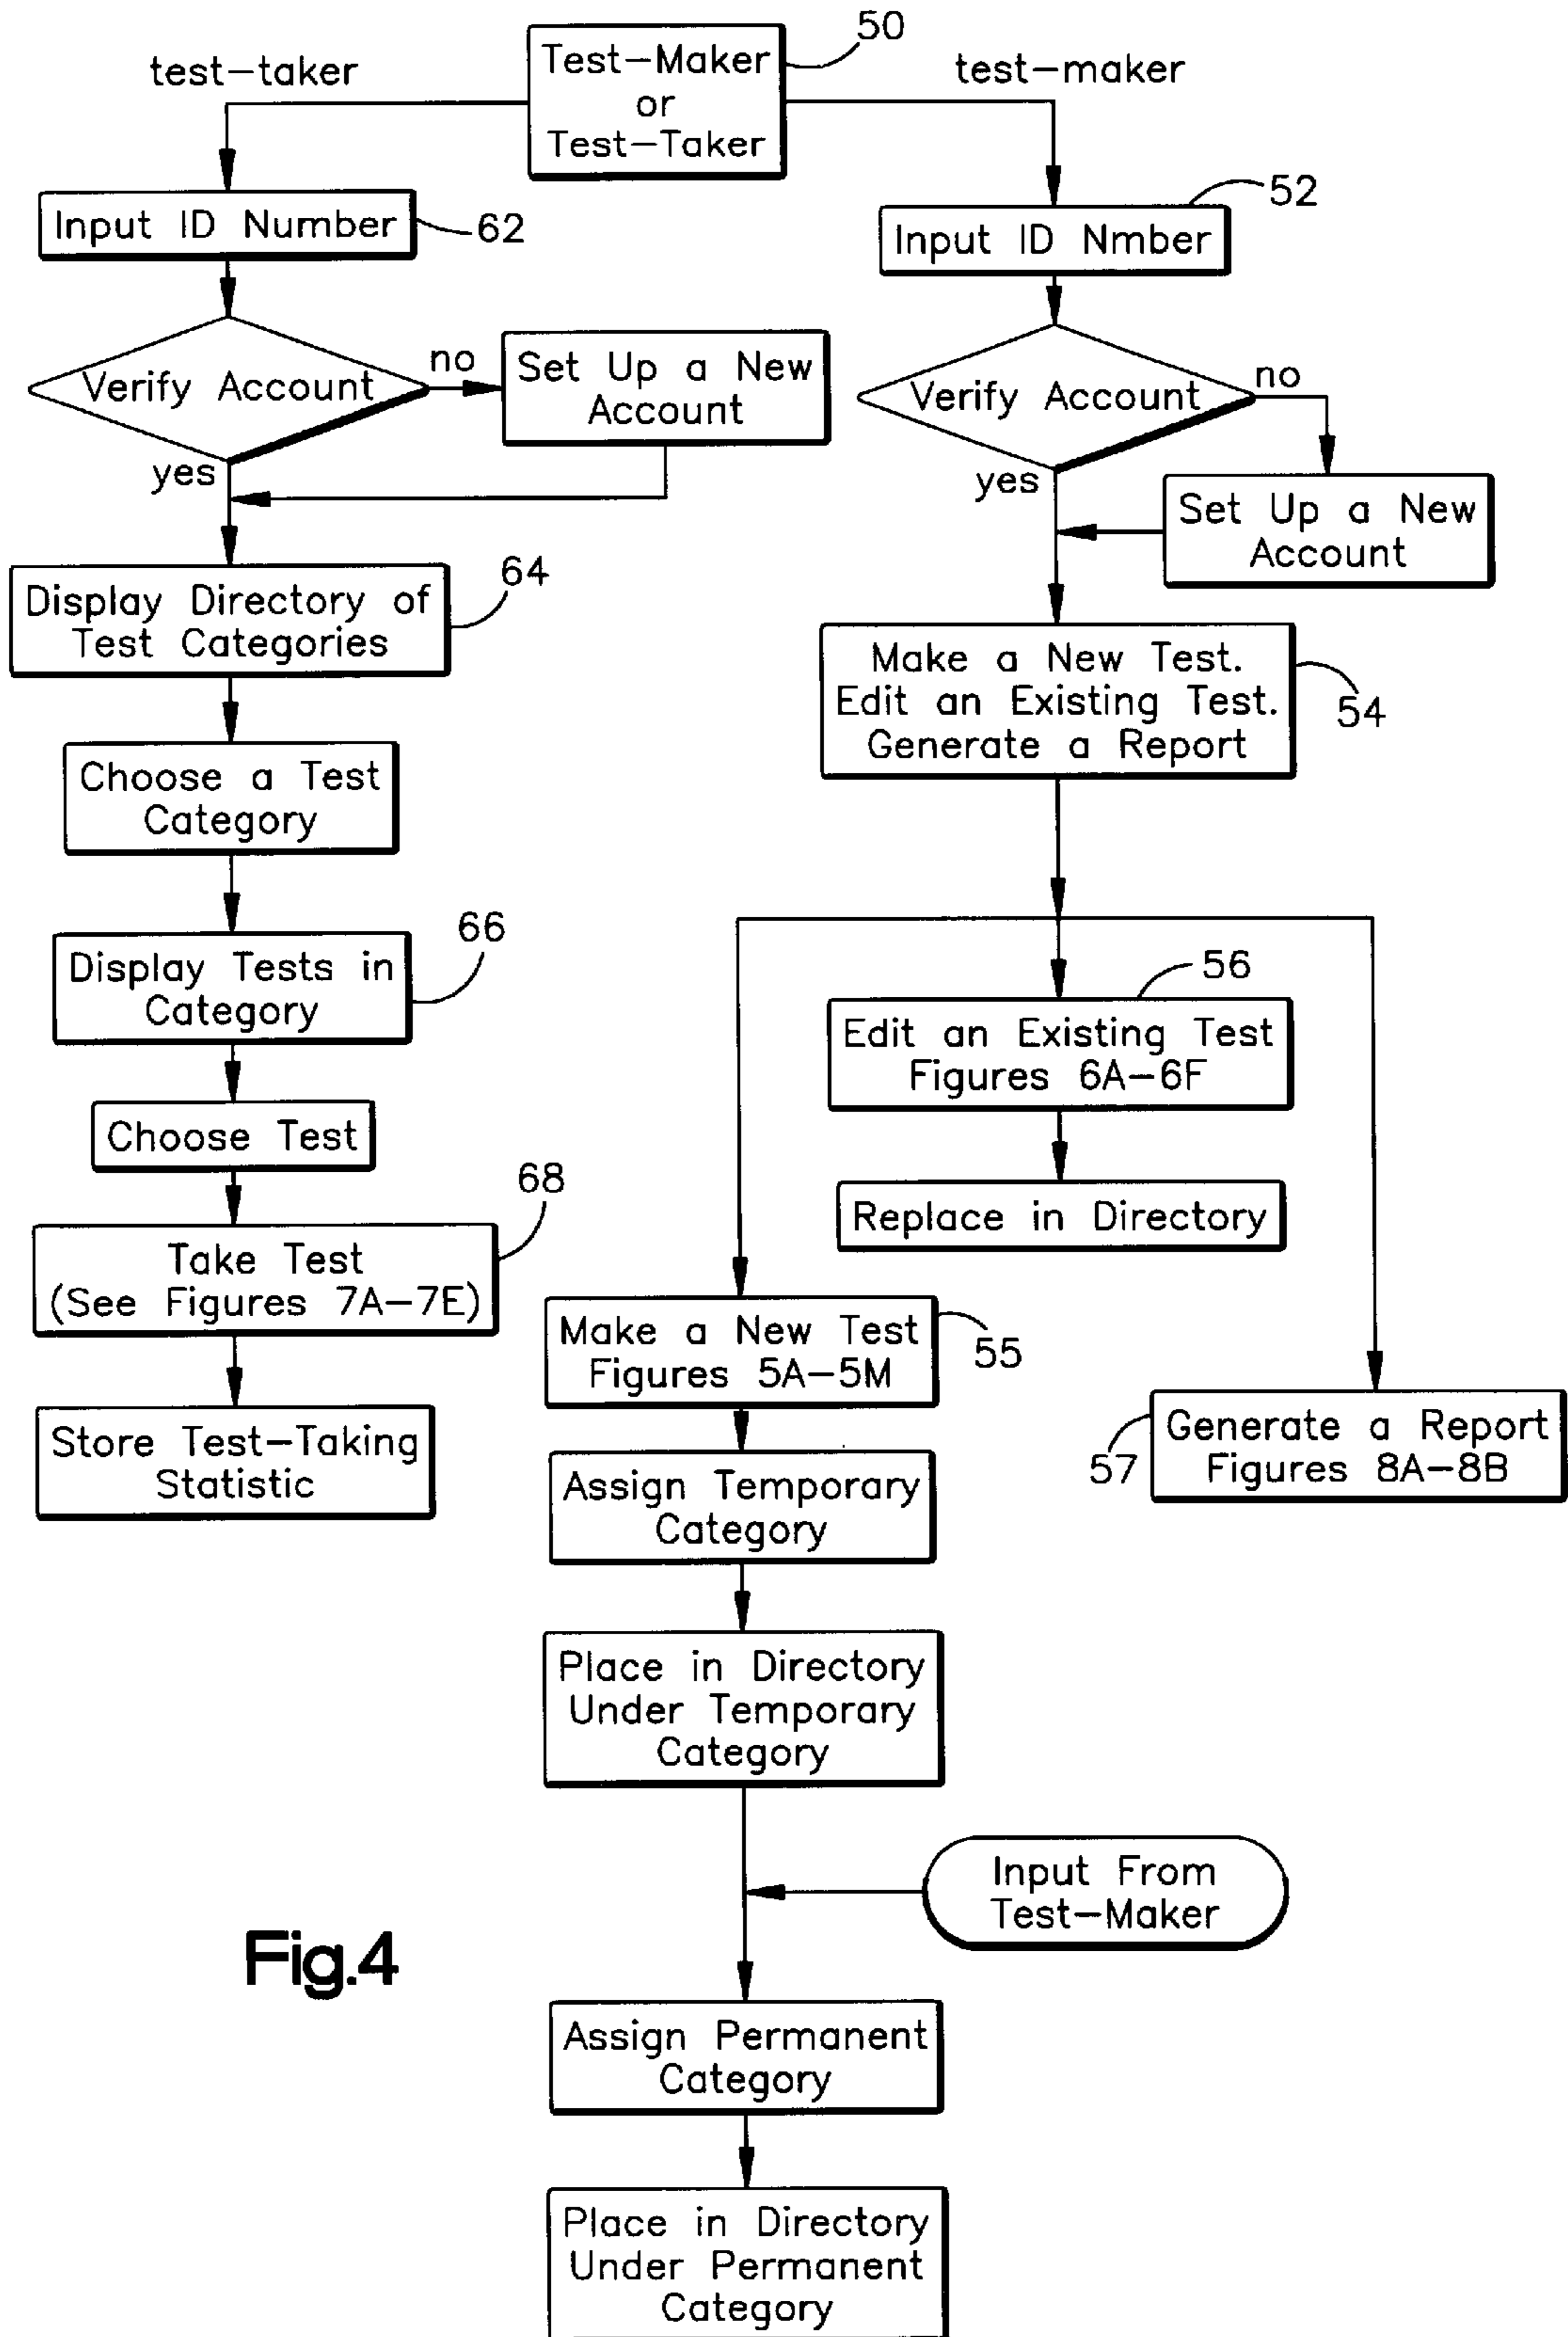 50
test-taker
Test-Maker
or
Test-Taker
test-maker
Input ID Number
62
52
Input ID Nmber
Verify Account
no
yes
Set Up a New
Account
Verify Account
no
yes
Set Up a New
Account
Display Directory of
Test Categories
64
Make a New Test.
Edit an Existing Test.
Generate a Report
54
Choose a Test
Category
Display Tests in
Category
66
56
Edit an Existing Test
Figures 6A-6F
Choose Test
Replace in Directory
Take Test
(See Figures 7A-7E)
68
Make a New Test
Figures 5A-5M
55
Store Test-Taking
Statistic
57
Generate a Report
Figures 8A-8B
Assign Temporary
Category
Place in Directory
Under Temporary
Category
Input From
Test-Maker
Fig.4
Assign Permanent
Category
Place in Directory
Under Permanent
Category